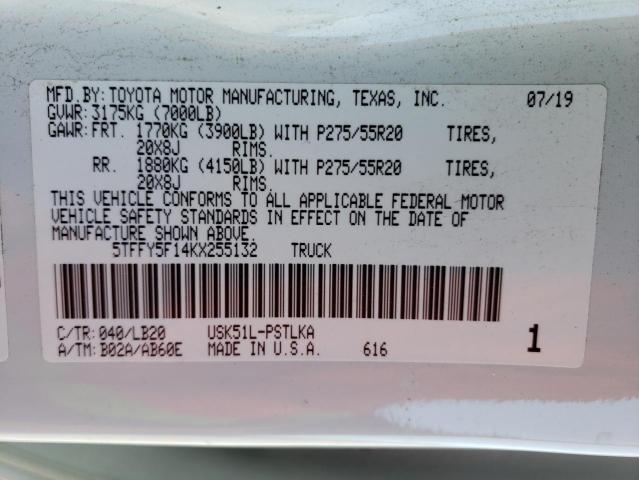 MFD BY: TOYOTA MOTOR MANUFACTURING, TEXAS, INC. 07/19
GVWR: 3175KG (7000LB)
GAWR: FRT. 1770KG (3900LB) WITH P275/55R20 TIRES,
20X8J RIMS.
RR. 1880KG (4150LB) WITH P275/55R20 TIRES,
20X8J RIMS.
THIS VEHICLE CONFORMS TO ALL APPLICABLE FEDERAL MOTOR
VEHICLE SAFETY STANDARDS IN EFFECT ON THE DATE OF
MANUFACTURE SHOWN ABOVE.
5TFFY5F14KX255132 TRUCK
C/TR: 040/LB20 USK51L-PSTLKA
A/TM: B02A/AB60E MADE IN U.S.A. 616 1